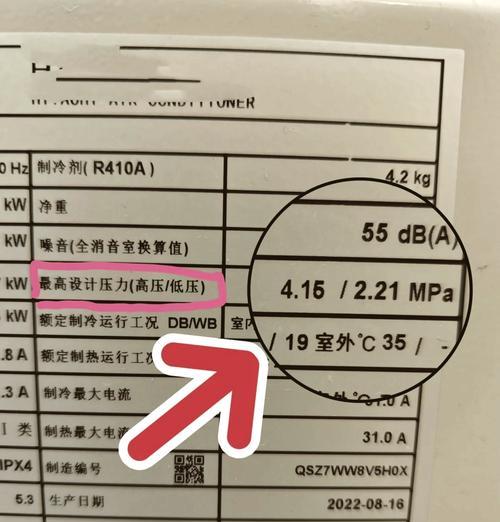 AIR CONDITIONER
0 Hz 制冷剂(R410A) 4.2 kg
kW 净重
kW 噪音(全消音室换算值) 55 dB(A)
kW 最高设计压力(高压/低压) 4.15 / 2.21 MPa
kW 额定制冷运行工况 DB/WB 室内 / 19 室外℃ 35 / -
.8 A 额定制热运行工况
.3 A 制冷最大电流 A
I 类 制热最大电流 31.0 A
IPX4 制造编号 QSZ7WW8V5H0X
5.3 生产日期 2022-08-16